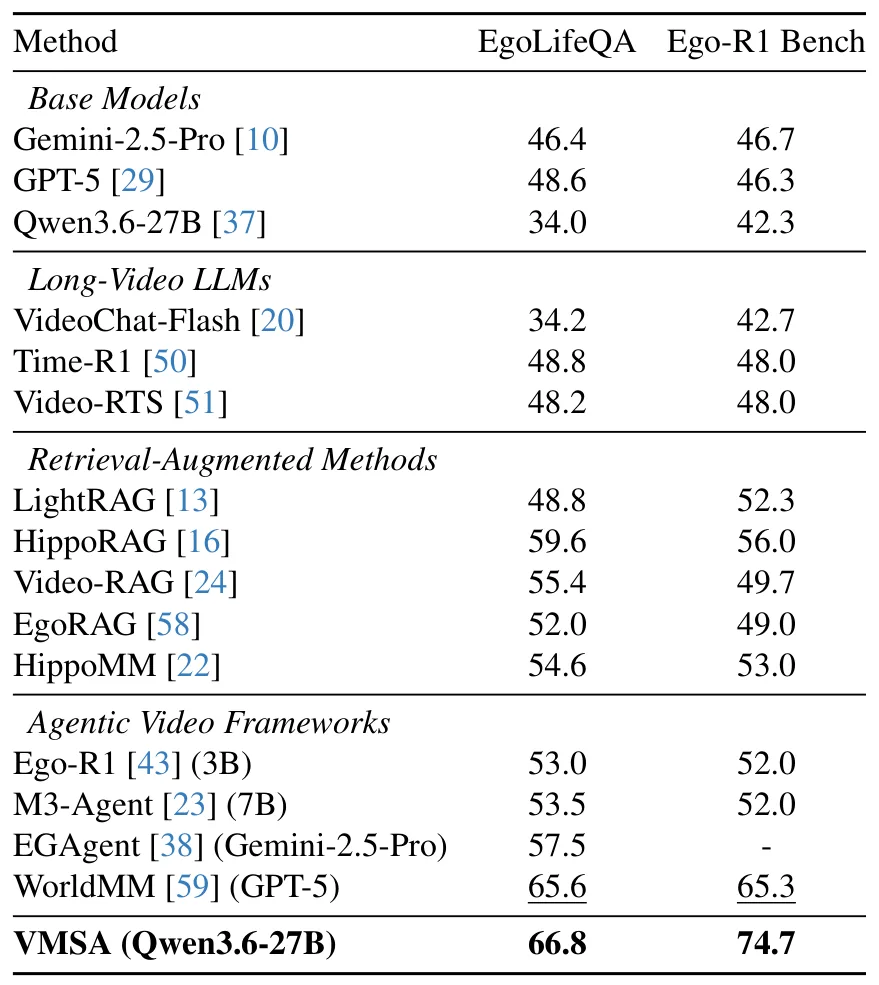 Method EgoLifeQA Ego-R1 Bench
Base Models
Gemini-2.5-Pro [10] 46.4 46.7
GPT-5 [29] 48.6 46.3
Qwen3.6-27B [37] 34.0 42.3
Long-Video LLMs
VideoChat-Flash [20] 34.2 42.7
Time-R1 [50] 48.8 48.0
Video-RTS [51] 48.2 48.0
Retrieval-Augmented Methods
LightRAG [13] 48.8 52.3
HippoRAG [16] 59.6 56.0
Video-RAG [24] 55.4 49.7
EgoRAG [58] 52.0 49.0
HippoMM [22] 54.6 53.0
Agentic Video Frameworks
Ego-R1 [43] (3B) 53.0 52.0
M3-Agent [23] (7B) 53.5 52.0
EGAgent [38] (Gemini-2.5-Pro) 57.5 -
WorldMM [59] (GPT-5) 65.6 65.3
VMSA (Qwen3.6-27B) 66.8 74.7